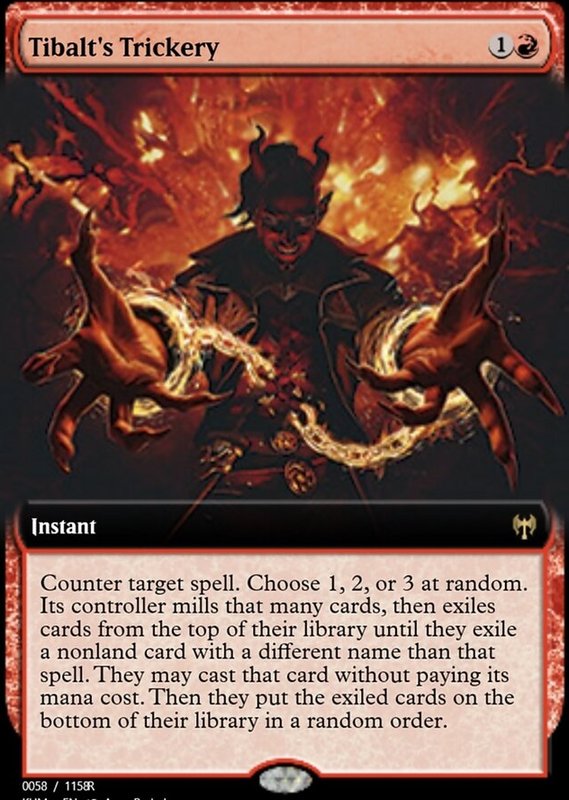 Tibalt's Trickery 1
Instant
Counter target spell. Choose 1, 2, or 3 at random.
Its controller mills that many cards, then exiles
cards from the top of their library until they exile
a nonland card with a different name than that
spell. They may cast that card without paying its
mana cost. Then they put the exiled cards on the
bottom of their library in a random order.
0058 / 1158R